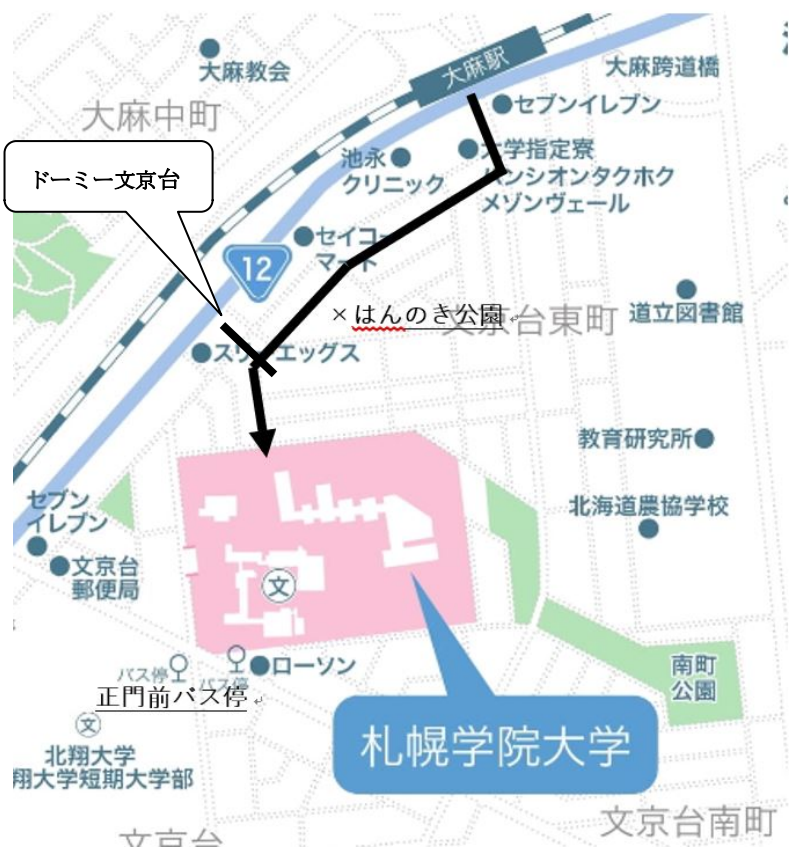 大麻駅
大麻跨道橋
大麻教会
セブンイレブン
大麻中町
池永
クリニック
大学指定寮
パンシオンタクホク
メゾンヴェール
ドーミー文京台
セイコー
マート
12
×はんのき公園
文京台東町
道立図書館
スリーエッグス
教育研究所
セブン
イレブン
北海道農協学校
文京台
郵便局
文
バス停
バス停
ローソン
正門前バス停
南町
公園
文
札幌学院大学
北翔大学
翔大学短期大学部
文京台南町
文京台